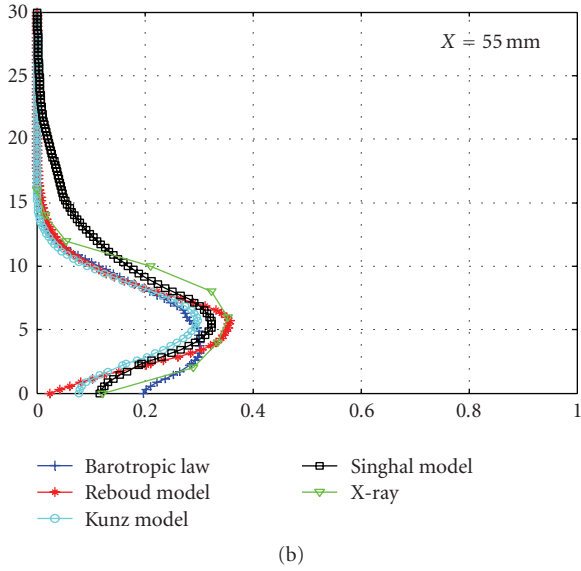 30
X = 55 mm
25
20
15
10
5
0
0 0.2 0.4 0.6 0.8 1
Barotropic law Singhal model
Reboud model X-ray
Kunz model
(b)